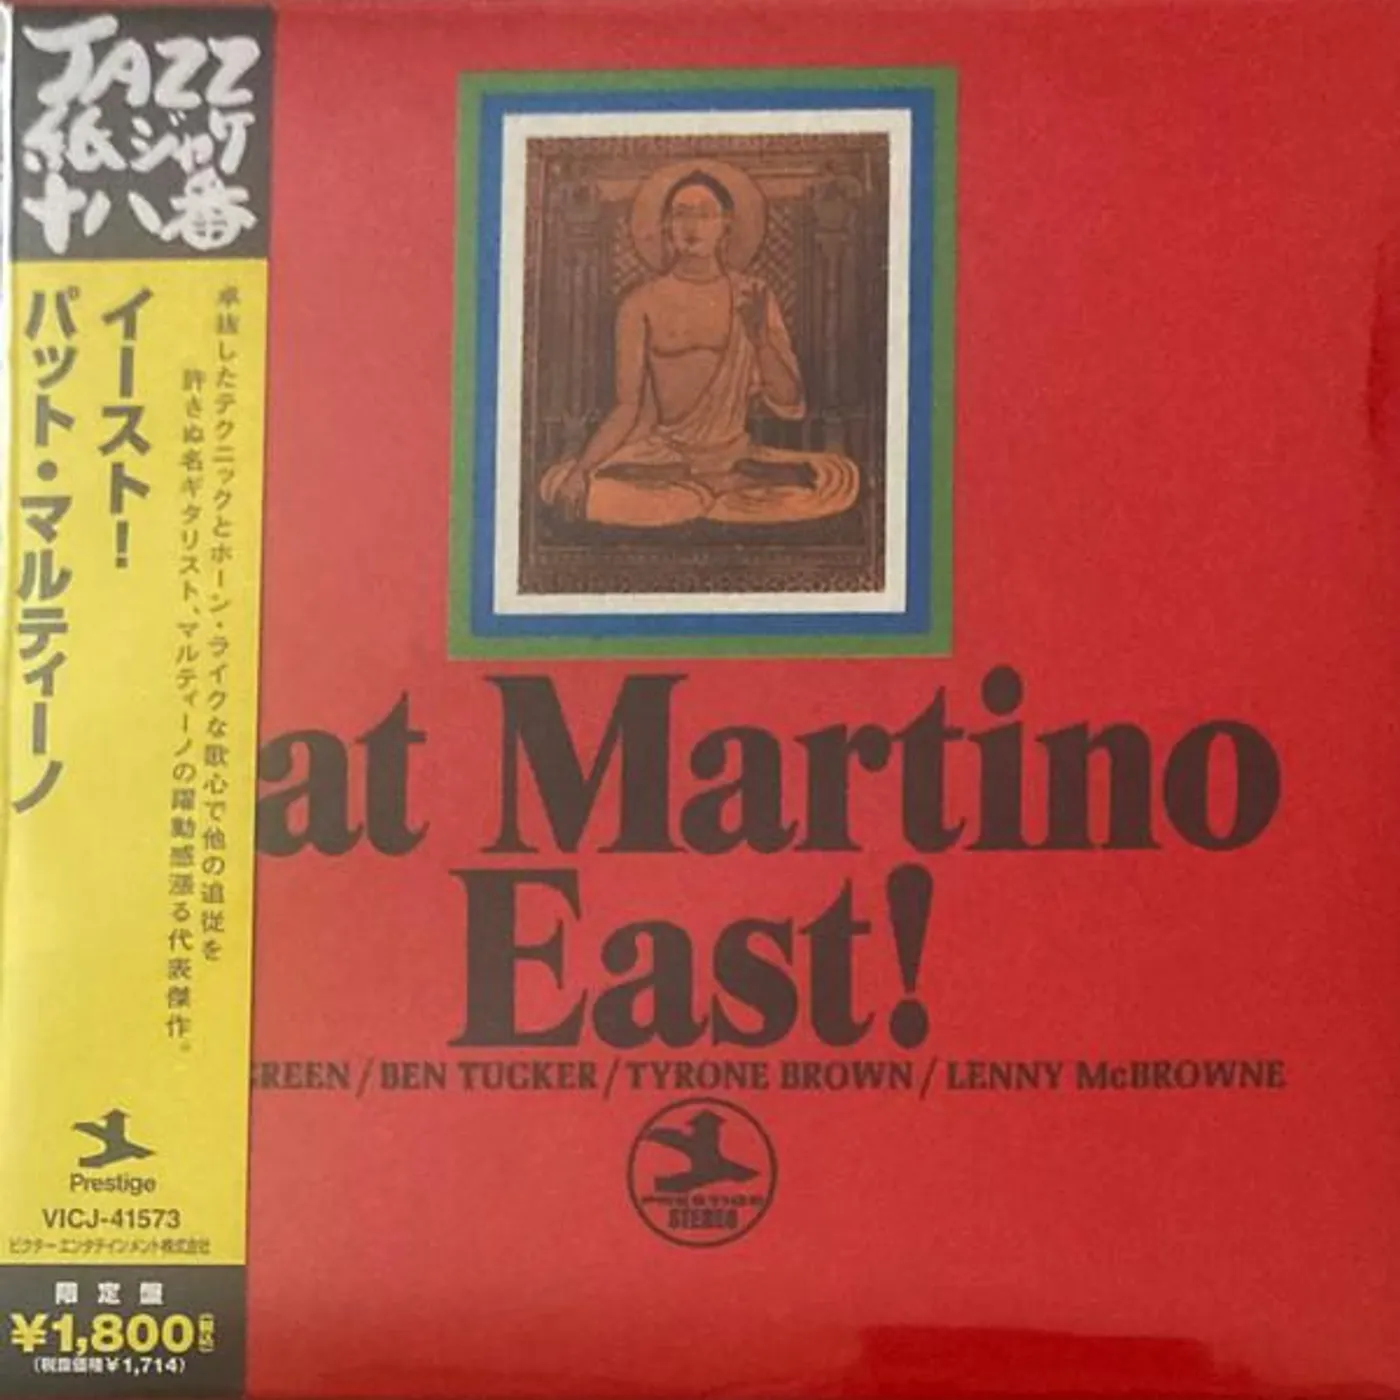 JAZZ
紙ジャケ
十八番
卓抜したテクニックとホーン・ライクな歌心で他の追従を
許さぬ名ギタリスト、マルティーノの躍動感漲る代表傑作。
イースト!
パット・マルティーノ
Prestige
VICJ-41573
ビクターエンタテインメント株式会社
限定盤
¥1,800(税込)
(税抜価格¥1,714)
at Martino
East!
GREEN / BEN TUCKER / TYRONE BROWN / LENNY McBROWNE
PRESTIGE
STEREO